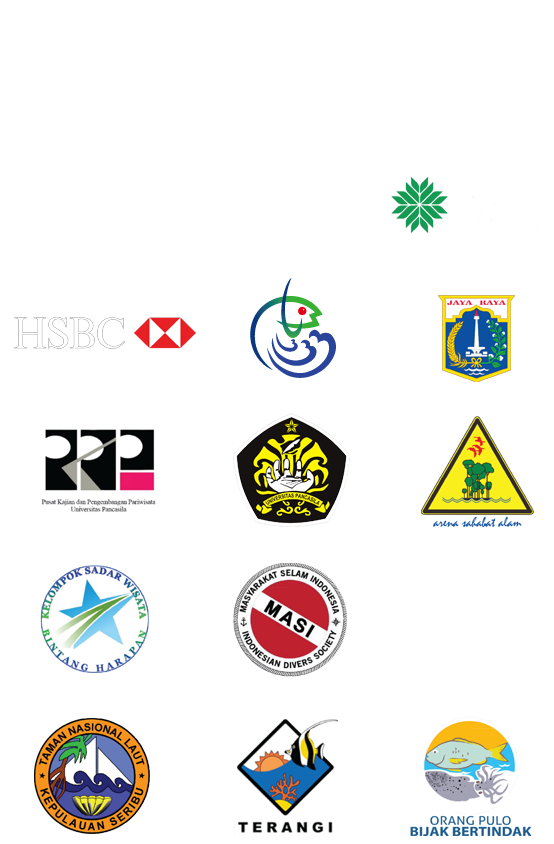 HSBC
JAYA RAYA
PRP
Pusat Kajian dan Pengembangan Pariwisata
Universitas Pancasila
UNIVERSITAS PANCASILA
arena sahabat alam
KELOMPOK SADAR WISATA
BINTANG HARAPAN
MASYARAKAT SELAM INDONESIA
MASI
INDONESIAN DIVERS SOCIETY
TAMAN NASIONAL LAUT
KEPULAUAN SERIBU
TERANGI
ORANG PULO
BIJAK BERTINDAK